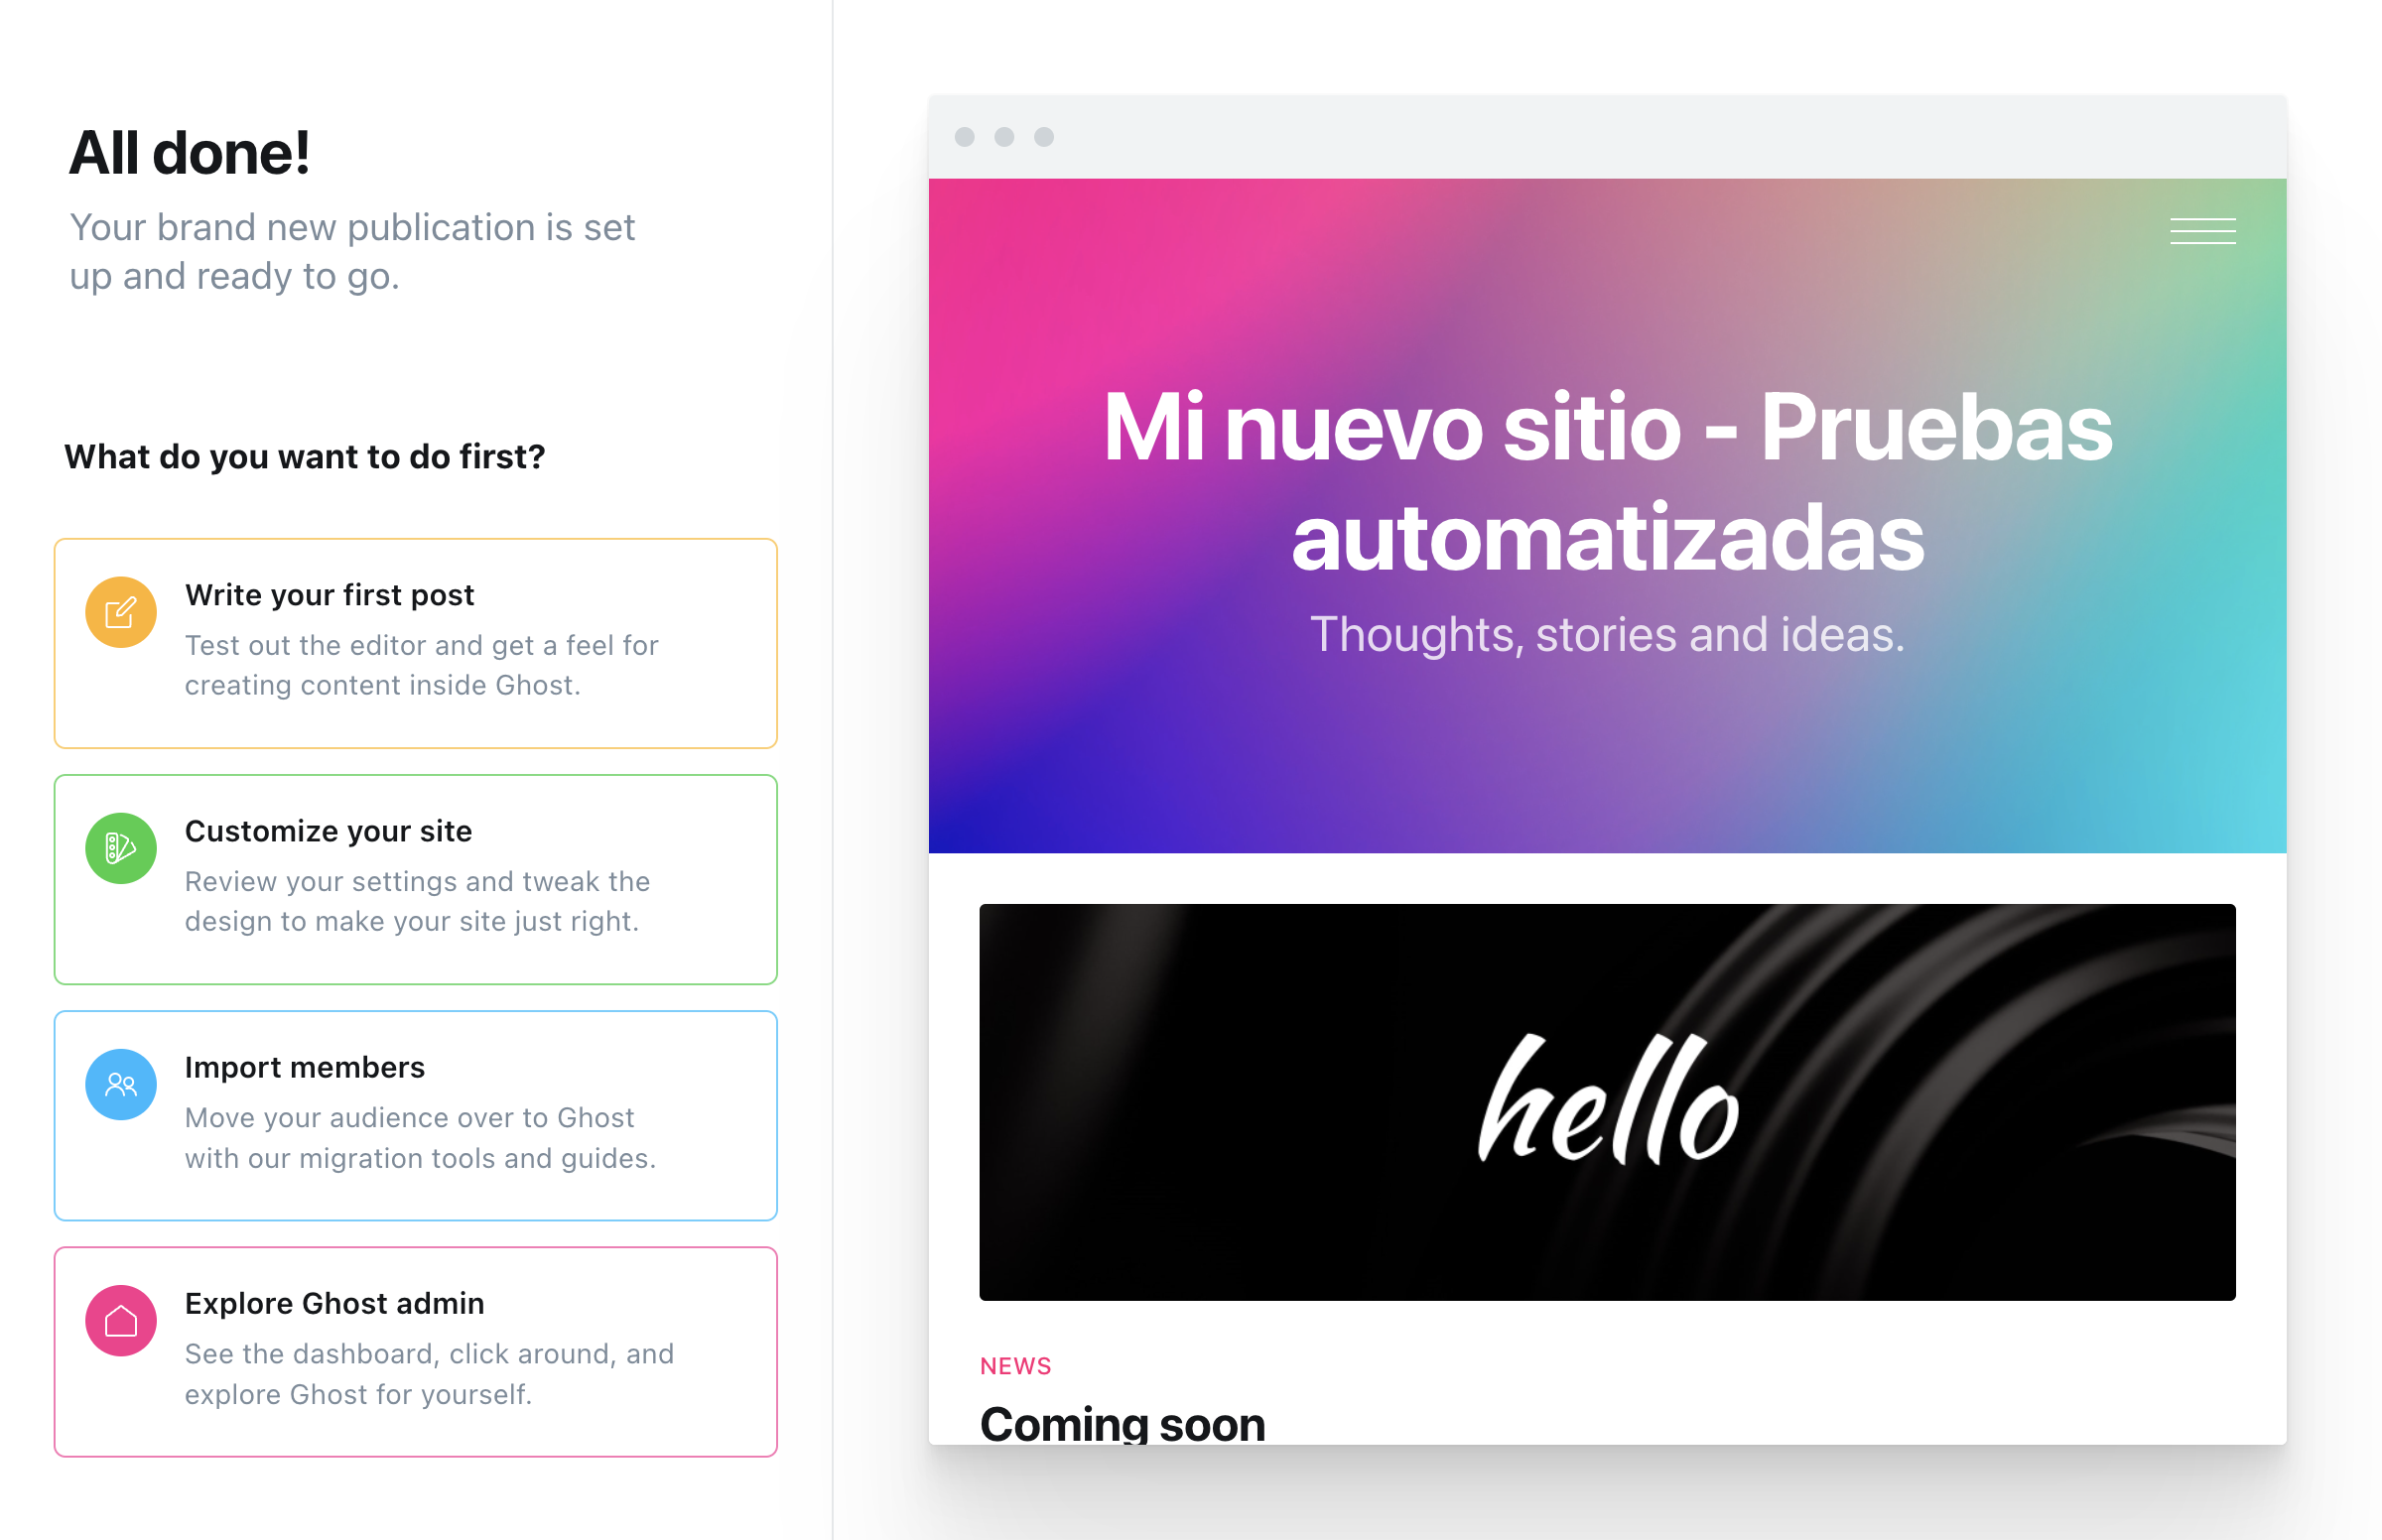 All done!
Your brand new publication is set
up and ready to go.
What do you want to do first?
Write your first post
Test out the editor and get a feel for
creating content inside Ghost.
Customize your site
Review your settings and tweak the
design to make your site just right.
Import members
Move your audience over to Ghost
with our migration tools and guides.
Explore Ghost admin
See the dashboard, click around, and
explore Ghost for yourself.
Mi nuevo sitio - Pruebas
automatizadas
Thoughts, stories and ideas.
hello
NEWS
Coming soon